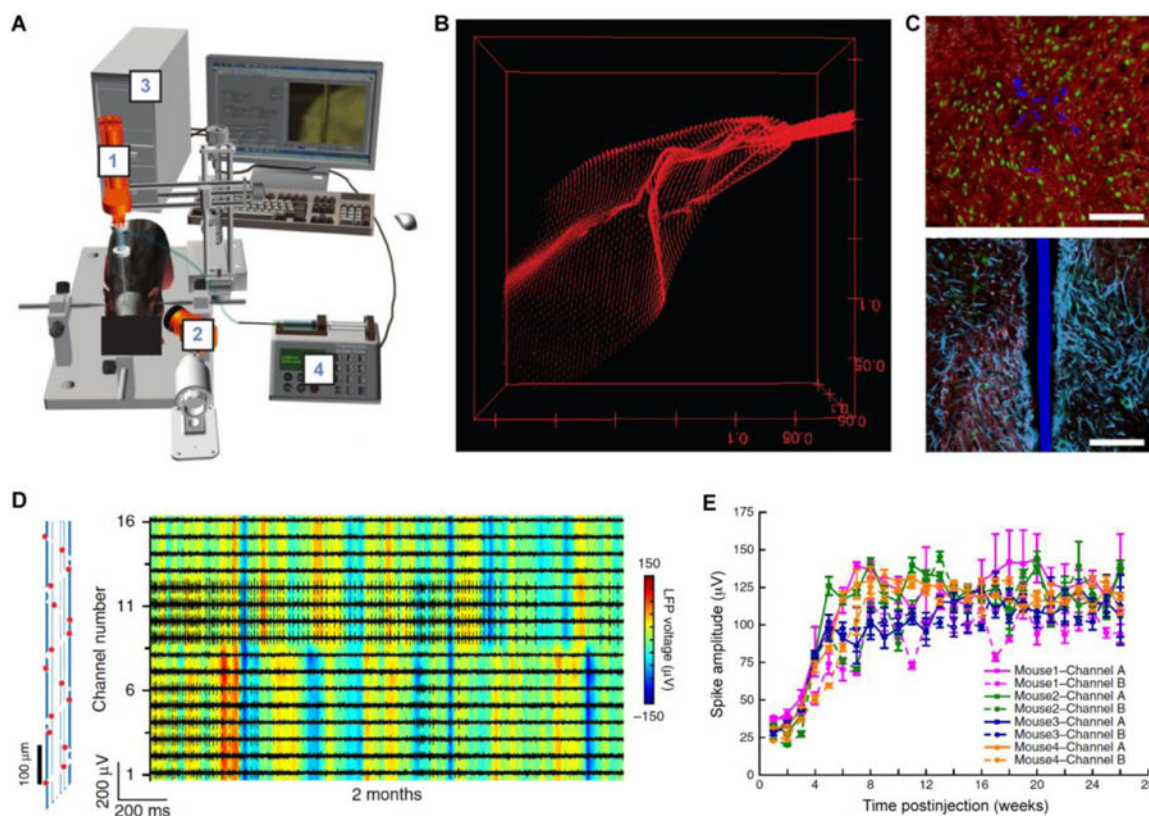 A
3
1
2
4
B
0.1
0.05
0.1
0.05
0.1
0.05
C
D
16
11
6
1
Channel number
100 μm
200 μV
200 ms
2 months
150
LFP voltage (μV)
−150
E
175
150
125
100
75
50
25
0
Spike amplitude (μV)
0 4 8 12 16 20 24 28
Time postinjection (weeks)
Mouse1–Channel A
Mouse1–Channel B
Mouse2–Channel A
Mouse2–Channel B
Mouse3–Channel A
Mouse3–Channel B
Mouse4–Channel A
Mouse4–Channel B